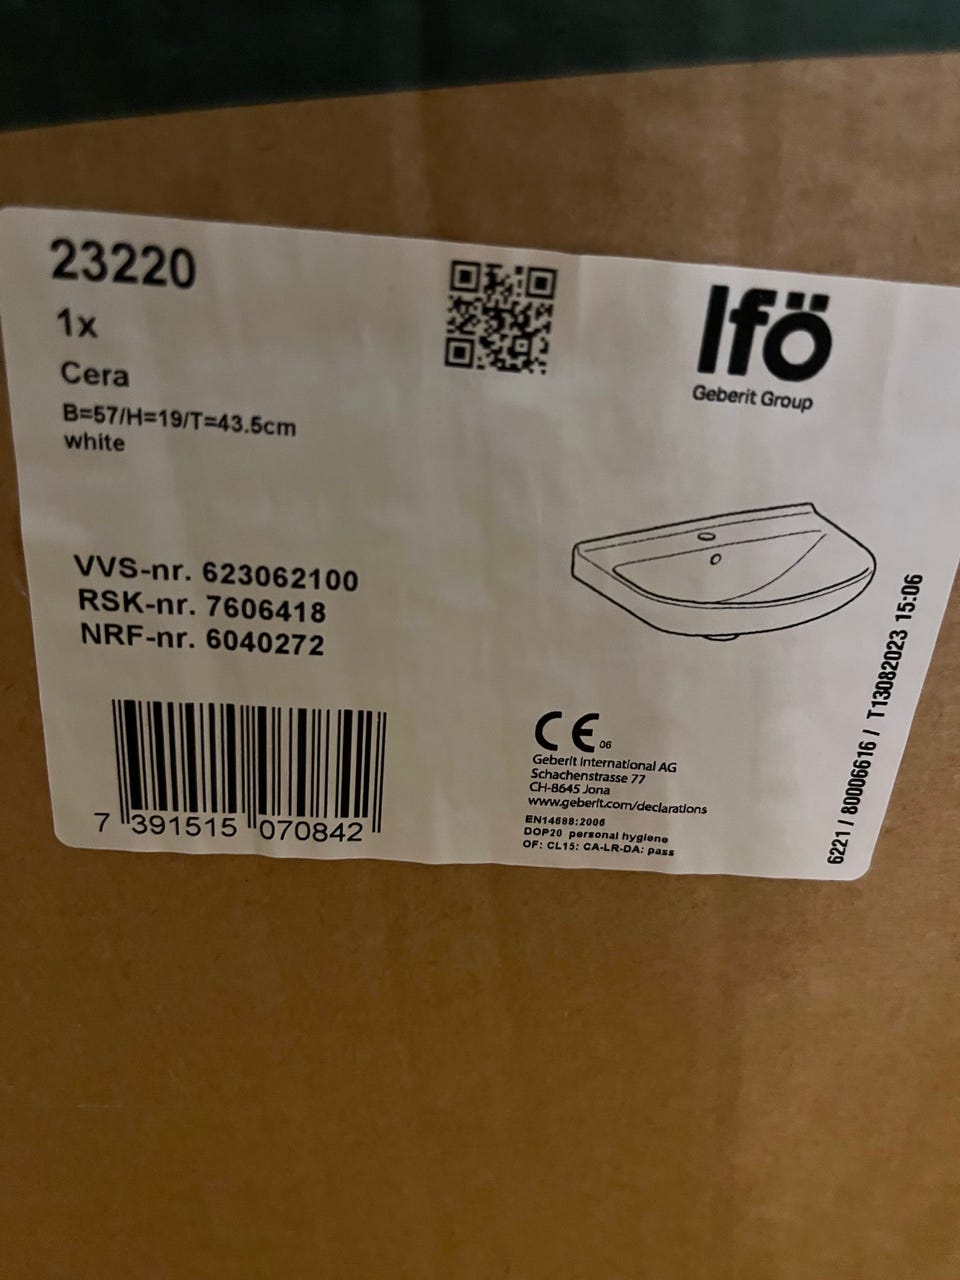 23220
1x
Cera
B=57/H=19/T=43.5cm
white
Ifö
Geberit Group
VVS-nr. 623062100
RSK-nr. 7606418
NRF-nr. 6040272
7 391515 070842
CE 06
Geberit International AG
Schachenstrasse 77
CH-8645 Jona
www.geberit.com/declarations
EN14688:2006
DOP20 personal hygiene
OF: CL15: CA-LR-DA: pass
6221 / 80006616 / T13082023 15:06